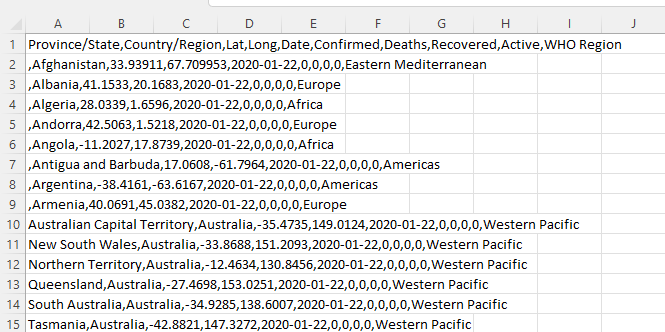 A B C D E F G H I J
1 Province/State,Country/Region,Lat,Long,Date,Confirmed,Deaths,Recovered,Active,WHO Region
2 ,Afghanistan,33.93911,67.709953,2020-01-22,0,0,0,0,Eastern Mediterranean
3 ,Albania,41.1533,20.1683,2020-01-22,0,0,0,0,Europe
4 ,Algeria,28.0339,1.6596,2020-01-22,0,0,0,0,Africa
5 ,Andorra,42.5063,1.5218,2020-01-22,0,0,0,0,Europe
6 ,Angola,-11.2027,17.8739,2020-01-22,0,0,0,0,Africa
7 ,Antigua and Barbuda,17.0608,-61.7964,2020-01-22,0,0,0,0,Americas
8 ,Argentina,-38.4161,-63.6167,2020-01-22,0,0,0,0,Americas
9 ,Armenia,40.0691,45.0382,2020-01-22,0,0,0,0,Europe
10 Australian Capital Territory,Australia,-35.4735,149.0124,2020-01-22,0,0,0,0,Western Pacific
11 New South Wales,Australia,-33.8688,151.2093,2020-01-22,0,0,0,0,Western Pacific
12 Northern Territory,Australia,-12.4634,130.8456,2020-01-22,0,0,0,0,Western Pacific
13 Queensland,Australia,-27.4698,153.0251,2020-01-22,0,0,0,0,Western Pacific
14 South Australia,Australia,-34.9285,138.6007,2020-01-22,0,0,0,0,Western Pacific
15 Tasmania,Australia,-42.8821,147.3272,2020-01-22,0,0,0,0,Western Pacific